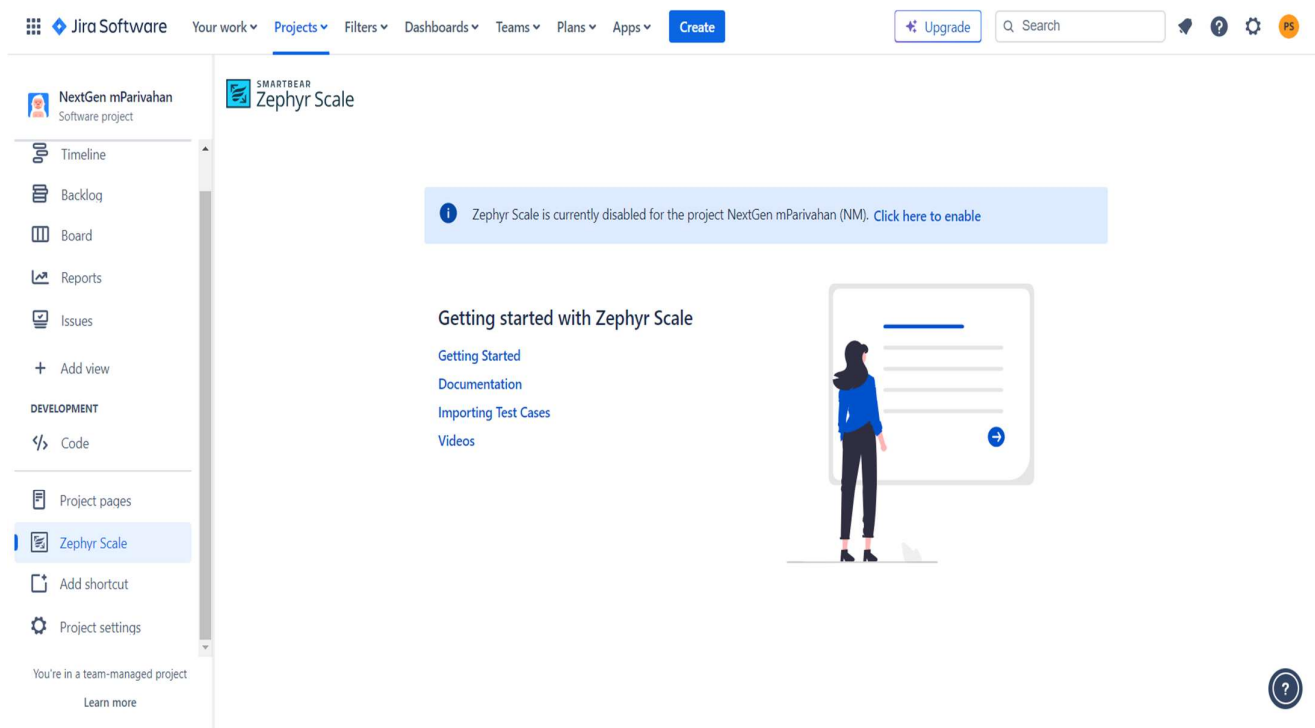 Jira Software Your work Projects Filters Dashboards Teams Plans Apps Create Upgrade Search PS
NextGen mParivahan
Software project
Timeline
Backlog
Board
Reports
Issues
+ Add view
DEVELOPMENT
</> Code
Project pages
Zephyr Scale
Add shortcut
Project settings
You're in a team-managed project
Learn more
SMARTBEAR
Zephyr Scale
i Zephyr Scale is currently disabled for the project NextGen mParivahan (NM). Click here to enable
Getting started with Zephyr Scale
Getting Started
Documentation
Importing Test Cases
Videos
?